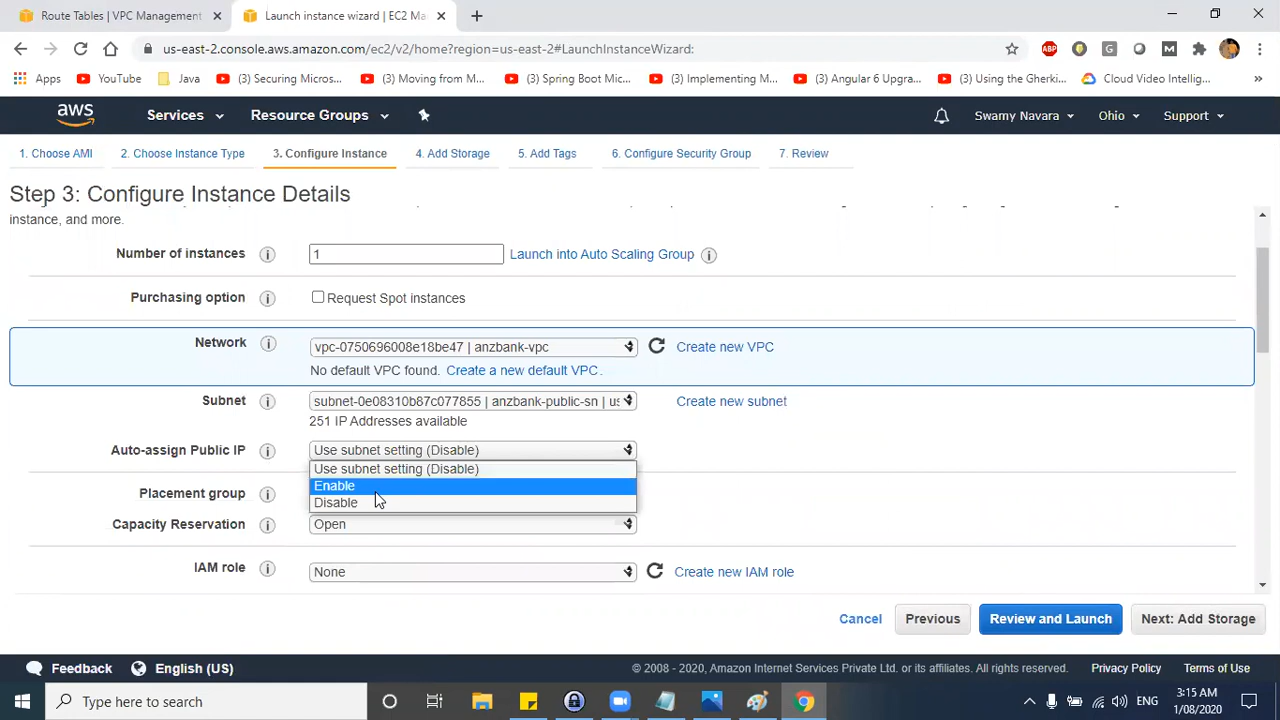 Route Tables | VPC Management
Launch instance wizard | EC2 Ma
us-east-2.console.aws.amazon.com/ec2/v2/home?region=us-east-2#LaunchInstanceWizard:
ABP
G
M
Apps
YouTube
Java
(3) Securing Micros...
(3) Moving from M...
(3) Spring Boot Mic...
(3) Implementing M...
(3) Angular 6 Upgra...
(3) Using the Gherki...
Cloud Video Intellig...
»
aws
Services
Resource Groups
Swamy Navara
Ohio
Support
1. Choose AMI
2. Choose Instance Type
3. Configure Instance
4. Add Storage
5. Add Tags
6. Configure Security Group
7. Review
Step 3: Configure Instance Details
instance, and more.
Number of instances
1
Launch into Auto Scaling Group
Purchasing option
Request Spot instances
Network
vpc-0750696008e18be47 | anzbank-vpc
Create new VPC
No default VPC found. Create a new default VPC.
Subnet
subnet-0e08310b87c077855 | anzbank-public-sn | us
Create new subnet
251 IP Addresses available
Auto-assign Public IP
Use subnet setting (Disable)
Use subnet setting (Disable)
Enable
Placement group
Disable
Capacity Reservation
Open
IAM role
None
Create new IAM role
Cancel
Previous
Review and Launch
Next: Add Storage
Feedback
English (US)
© 2008 - 2020, Amazon Internet Services Private Ltd. or its affiliates. All rights reserved.
Privacy Policy
Terms of Use
Type here to search
ENG
3:15 AM
1/08/2020